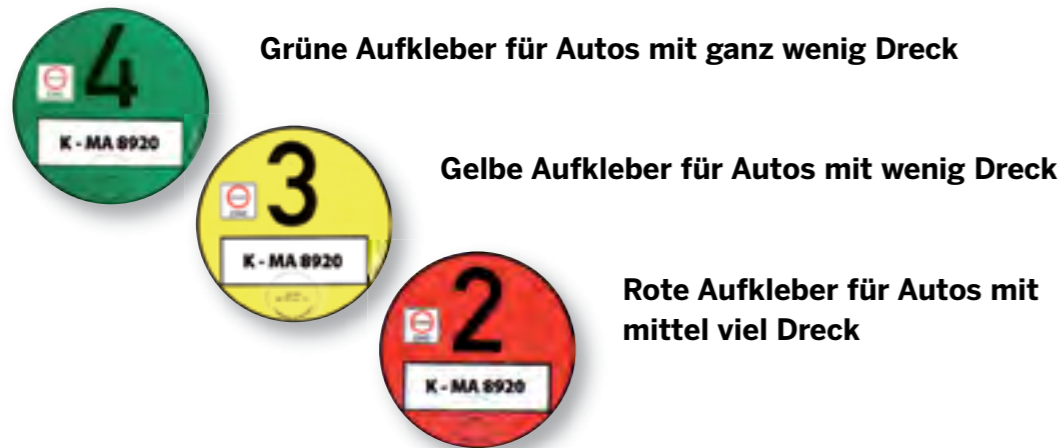 4
Grüne Aufkleber für Autos mit ganz wenig Dreck
K - MA 8920
3
Gelbe Aufkleber für Autos mit wenig Dreck
K - MA 8920
2
Rote Aufkleber für Autos mit
mittel viel Dreck
K - MA 8920